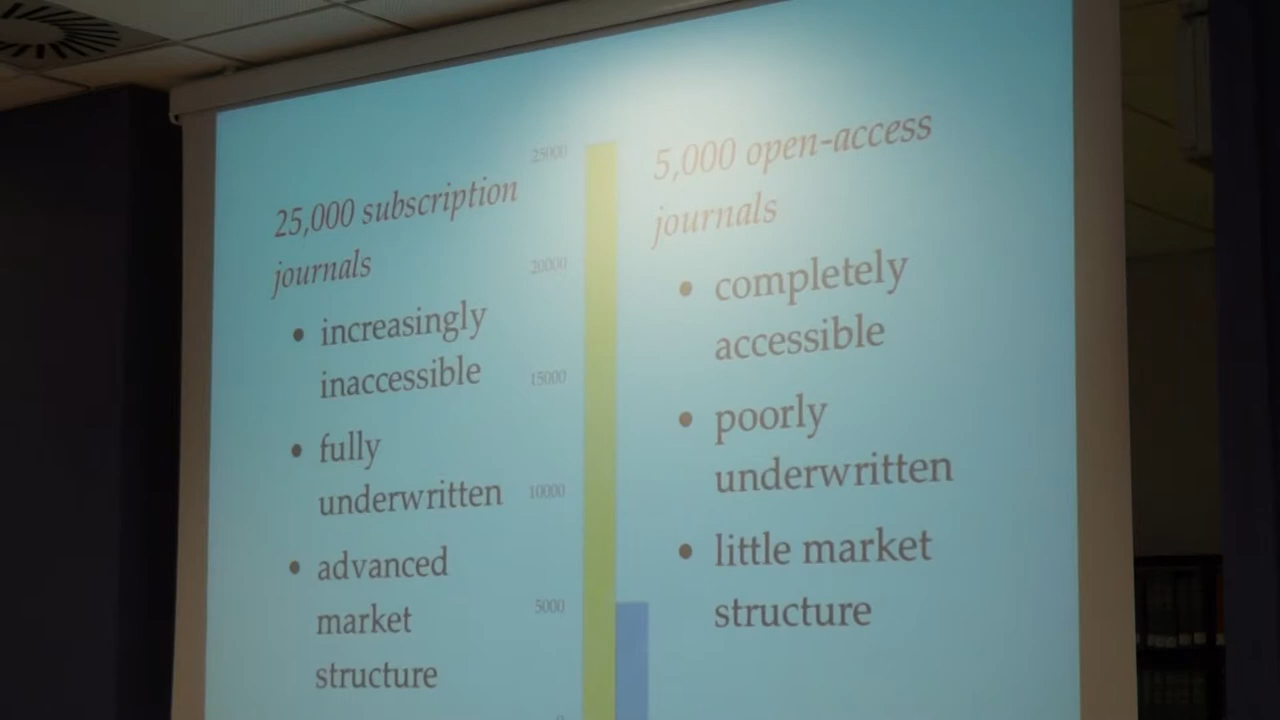 25,000 subscription
journals
• increasingly
inaccessible
• fully
underwritten
• advanced
market
structure
25000
20000
15000
10000
5000
0
5,000 open-access
journals
• completely
accessible
• poorly
underwritten
• little market
structure